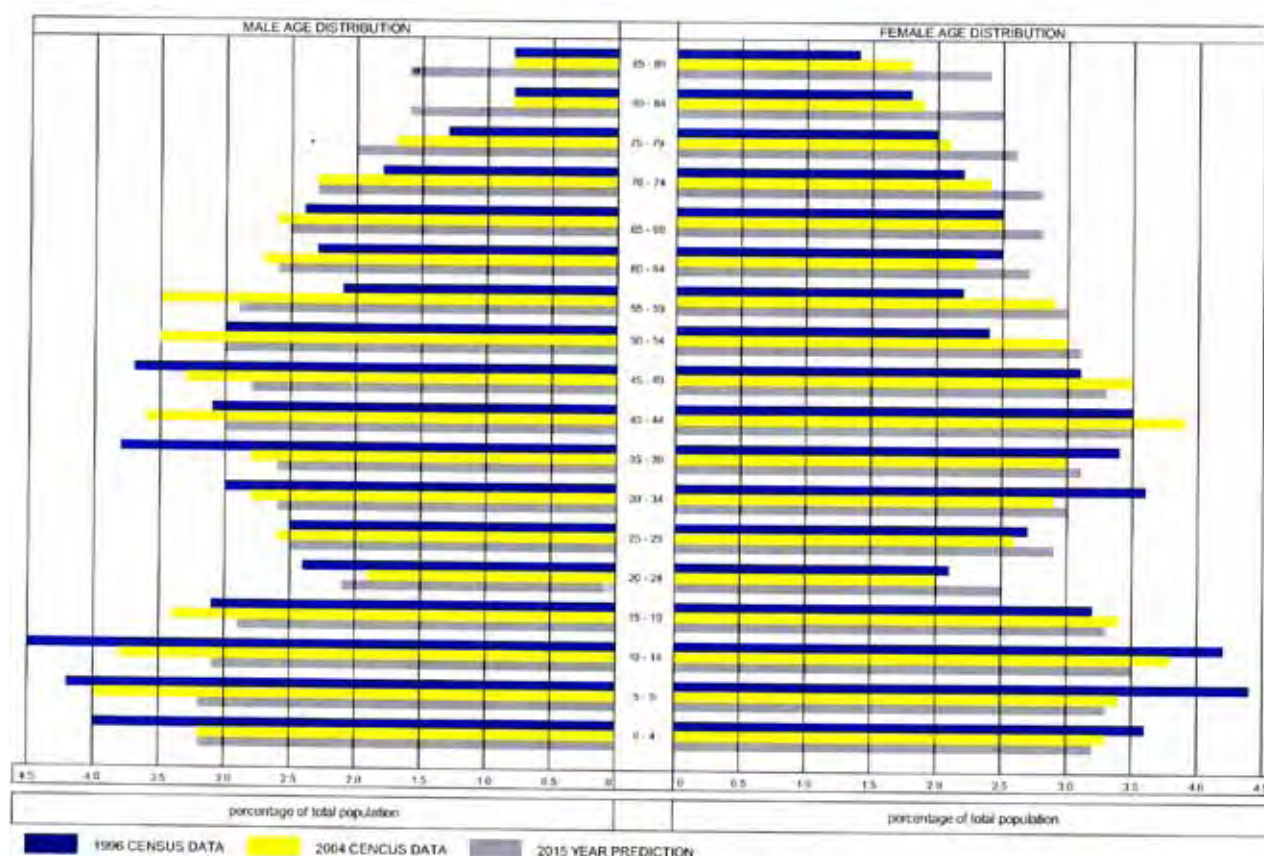 MALE AGE DISTRIBUTION
FEMALE AGE DISTRIBUTION
85 - 89
80 - 84
75 - 79
70 - 74
65 - 69
60 - 64
55 - 59
50 - 54
45 - 49
40 - 44
35 - 39
30 - 34
25 - 29
20 - 24
15 - 19
10 - 14
5 - 9
0 - 4
4.5 4.0 3.5 3.0 2.5 2.0 1.5 1.0 0.5 0
0 0.5 1.0 1.5 2.0 2.5 3.0 3.5 4.0
percentage of total population
percentage of total population
1996 CENSUS DATA
2004 CENCUS DATA
2015 YEAR PREDICTION